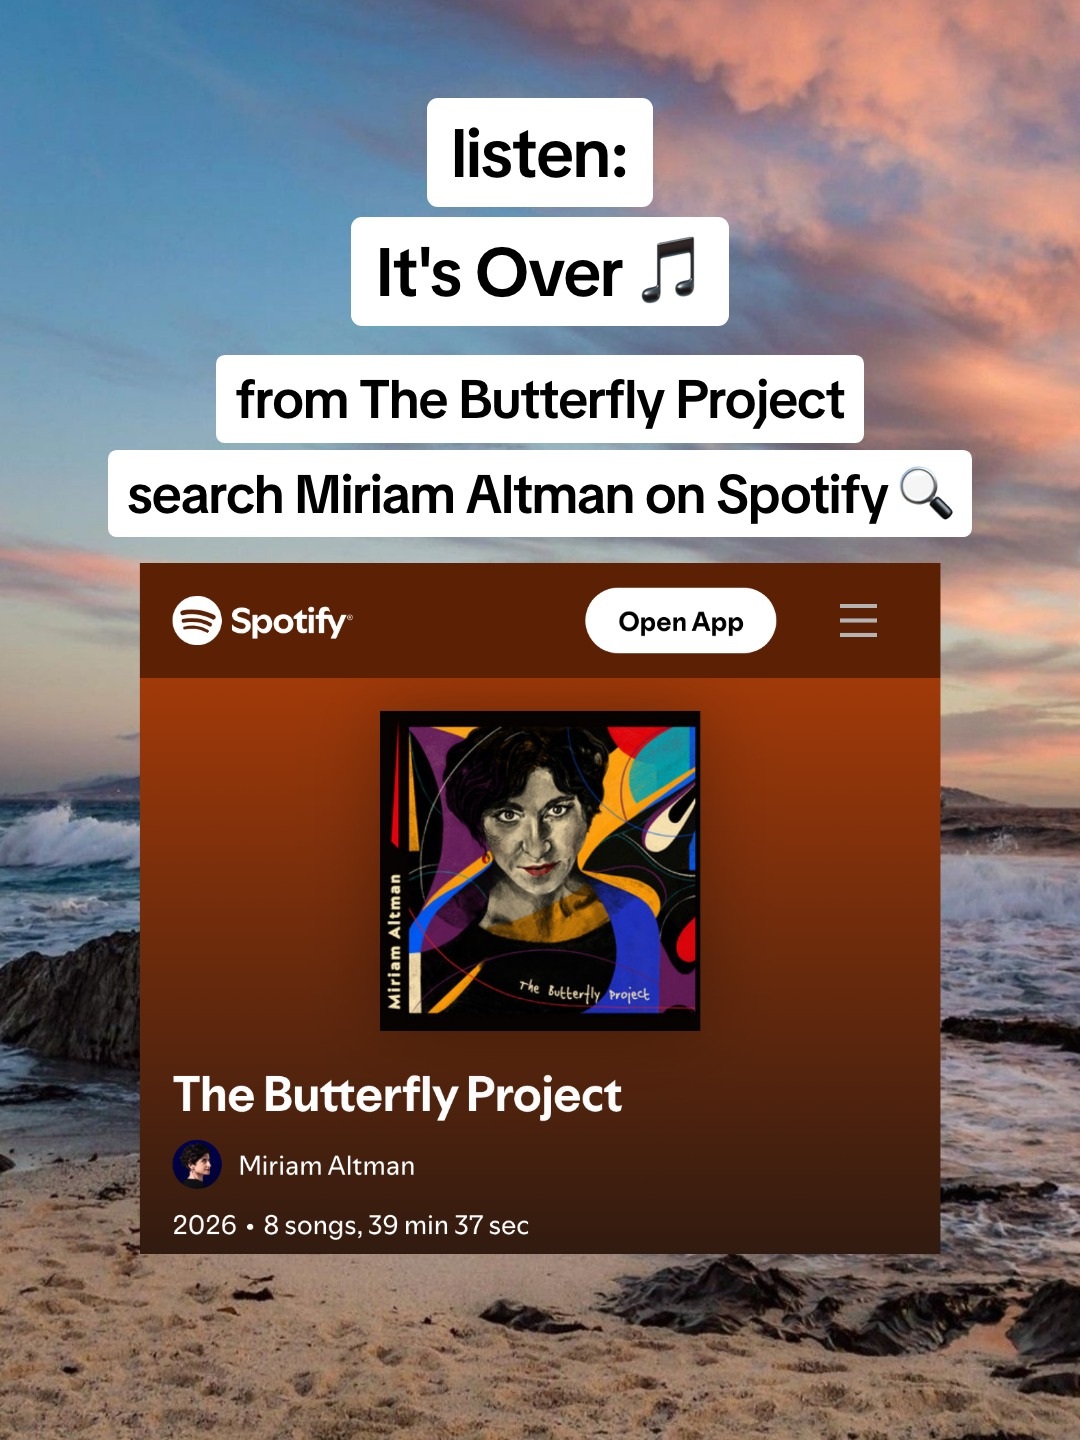 listen:
It's Over 🎵
from The Butterfly Project
search Miriam Altman on Spotify 🔍
Spotify®
Open App
Miriam Altman
The Butterfly Project
The Butterfly Project
Miriam Altman
2026 • 8 songs, 39 min 37 sec